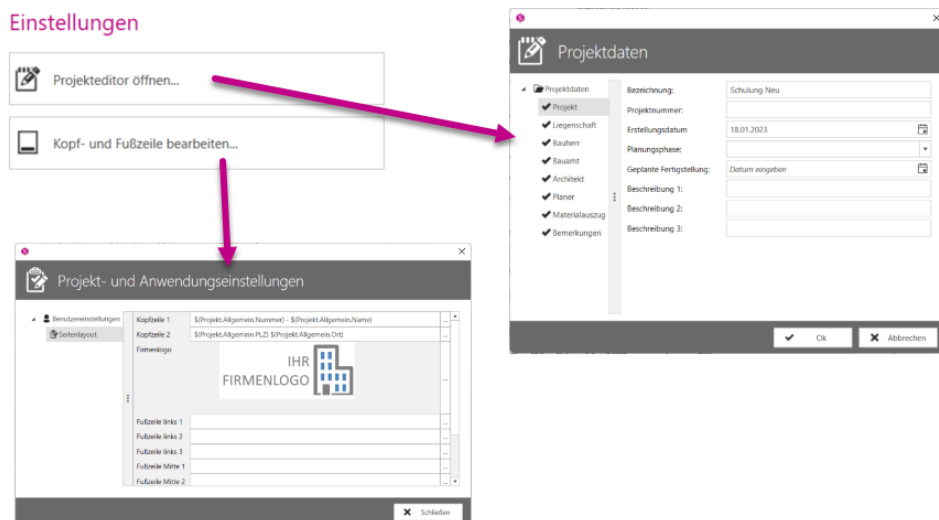 Einstellungen
Projekteditor öffnen...
Kopf- und Fußzeile bearbeiten...
Projektdaten
Projektdaten
Projekt
Liegenschaft
Bauherr
Bauamt
Architekt
Planer
Materialauszug
Bemerkungen
Bezeichnung: Schulung Neu
Projektnummer:
Erstellungsdatum 18.01.2023
Planungsphase:
Geplante Fertigstellung: Datum eingeben
Beschreibung 1:
Beschreibung 2:
Beschreibung 3:
Ok Abbrechen
Projekt- und Anwendungseinstellungen
Benutzereinstellungen
Seitenlayout
Kopfzeile 1 $(Projekt.Allgemein.Nummer) - $(Projekt.Allgemein.Name) ...
Kopfzeile 2 $(Projekt.Allgemein.PLZ) $(Projekt.Allgemein.Ort) ...
Firmenlogo ...
IHR
FIRMENLOGO
Fußzeile links 1 ...
Fußzeile links 2 ...
Fußzeile links 3 ...
Fußzeile Mitte 1 ...
Fußzeile Mitte 2 ...
Schließen